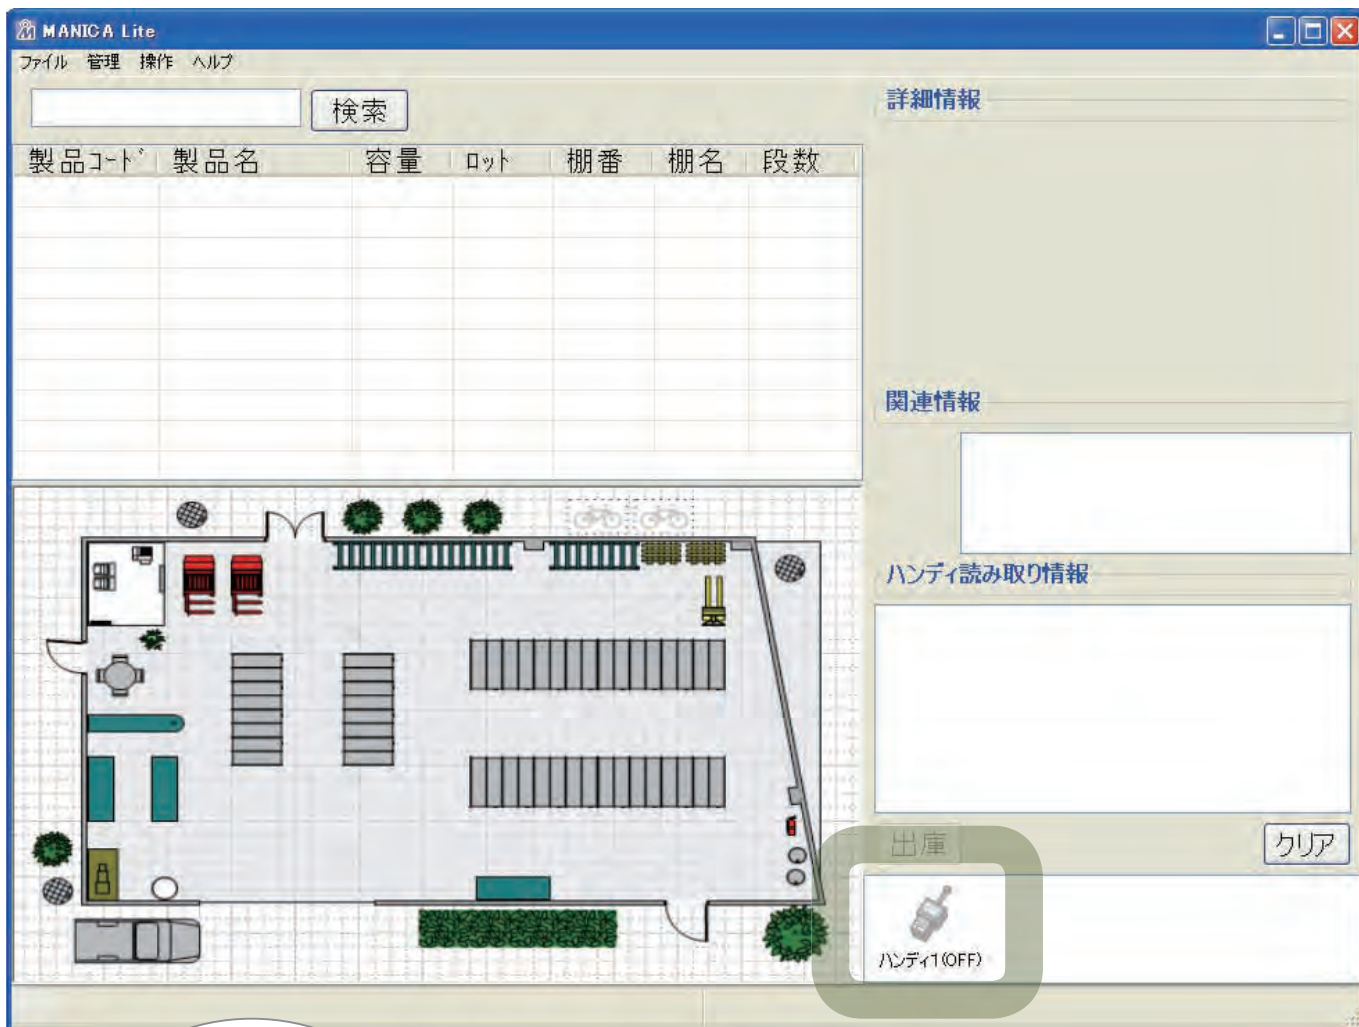 MANICA Lite
ファイル 管理 操作 ヘルプ
検索
製品コード 製品名 容量 ロット 棚番 棚名 段数
詳細情報
関連情報
ハンディ読み取り情報
出庫 クリア
ハンディ1(OFF)